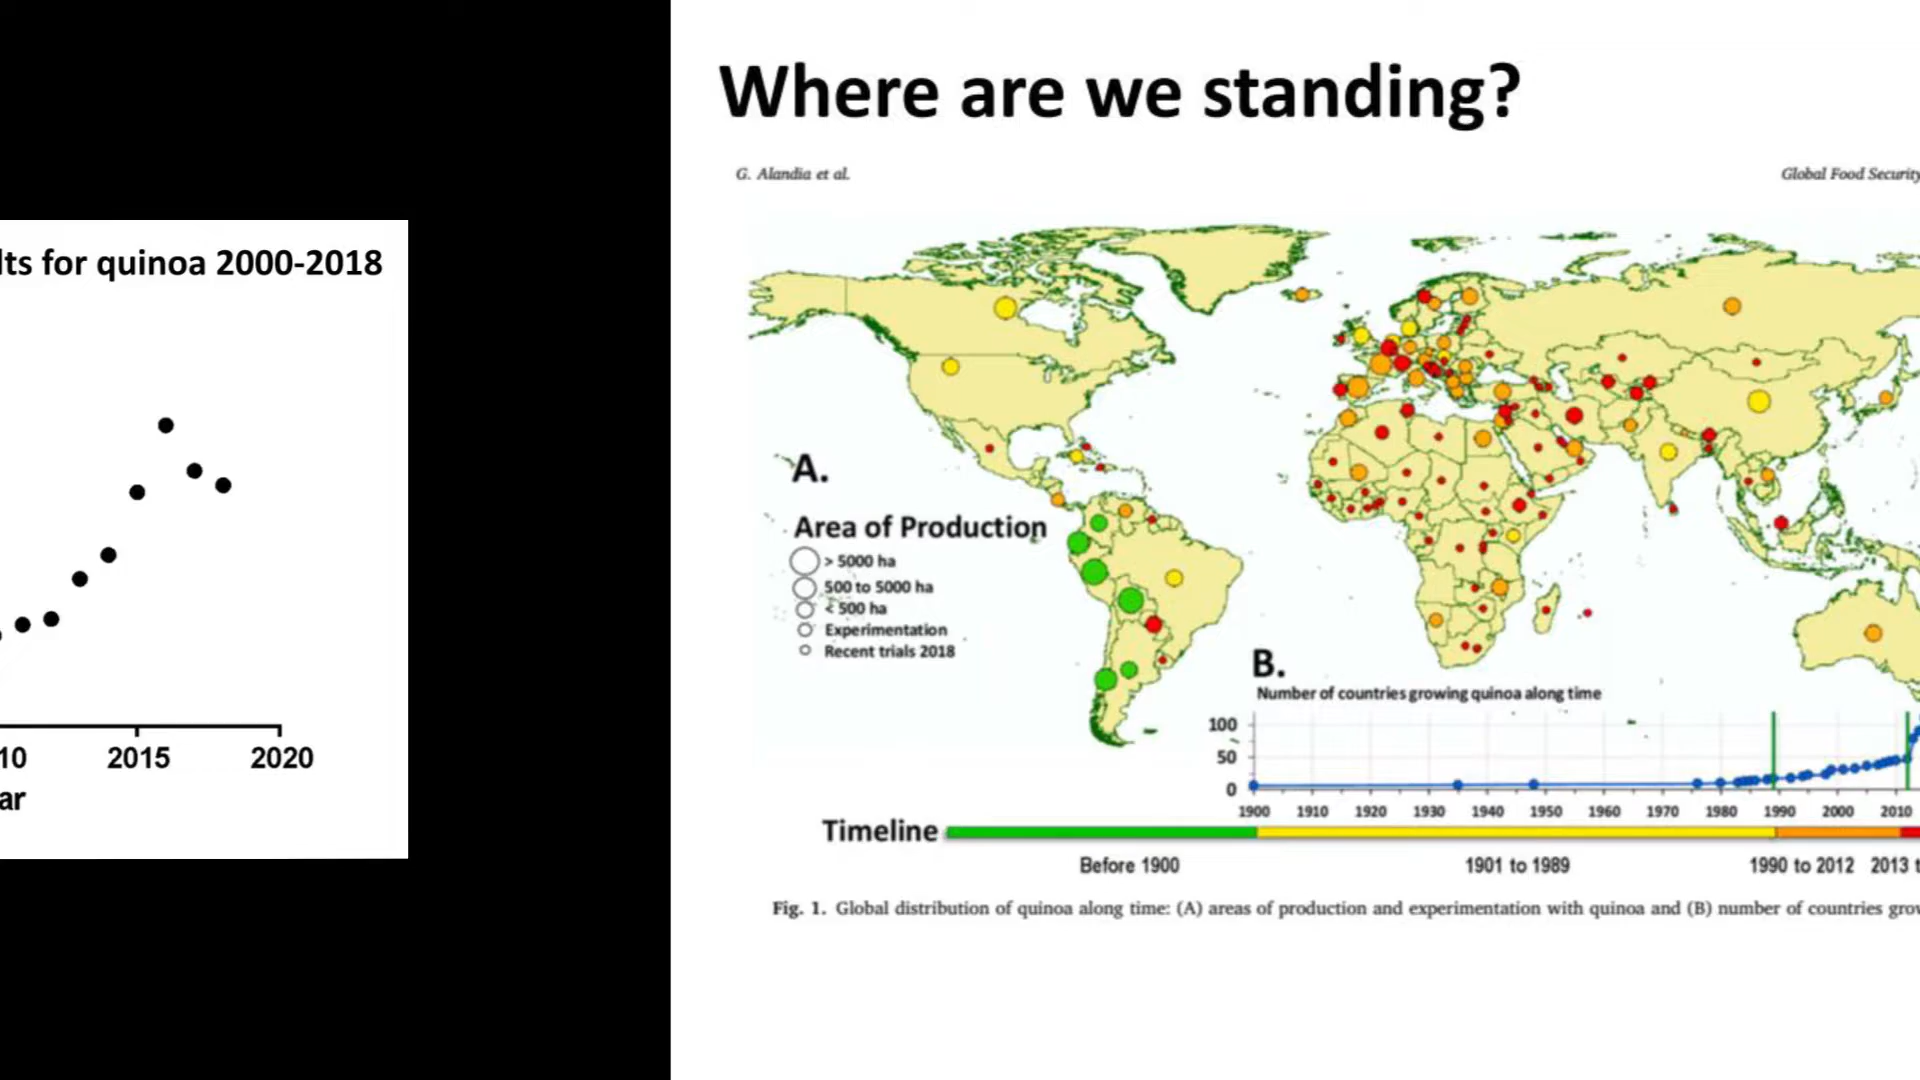 lts for quinoa 2000-2018
10
2015
2020
ar
Where are we standing?
G. Alandia et al.
Global Food Security
A.
Area of Production
> 5000 ha
500 to 5000 ha
< 500 ha
Experimentation
Recent trials 2018
B.
Number of countries growing quinoa along time
100
50
0
1900 1910 1920 1930 1940 1950 1960 1970 1980 1990 2000 2010
Timeline
Before 1900
1901 to 1989
1990 to 2012
2013 t
Fig. 1. Global distribution of quinoa along time: (A) areas of production and experimentation with quinoa and (B) number of countries grow